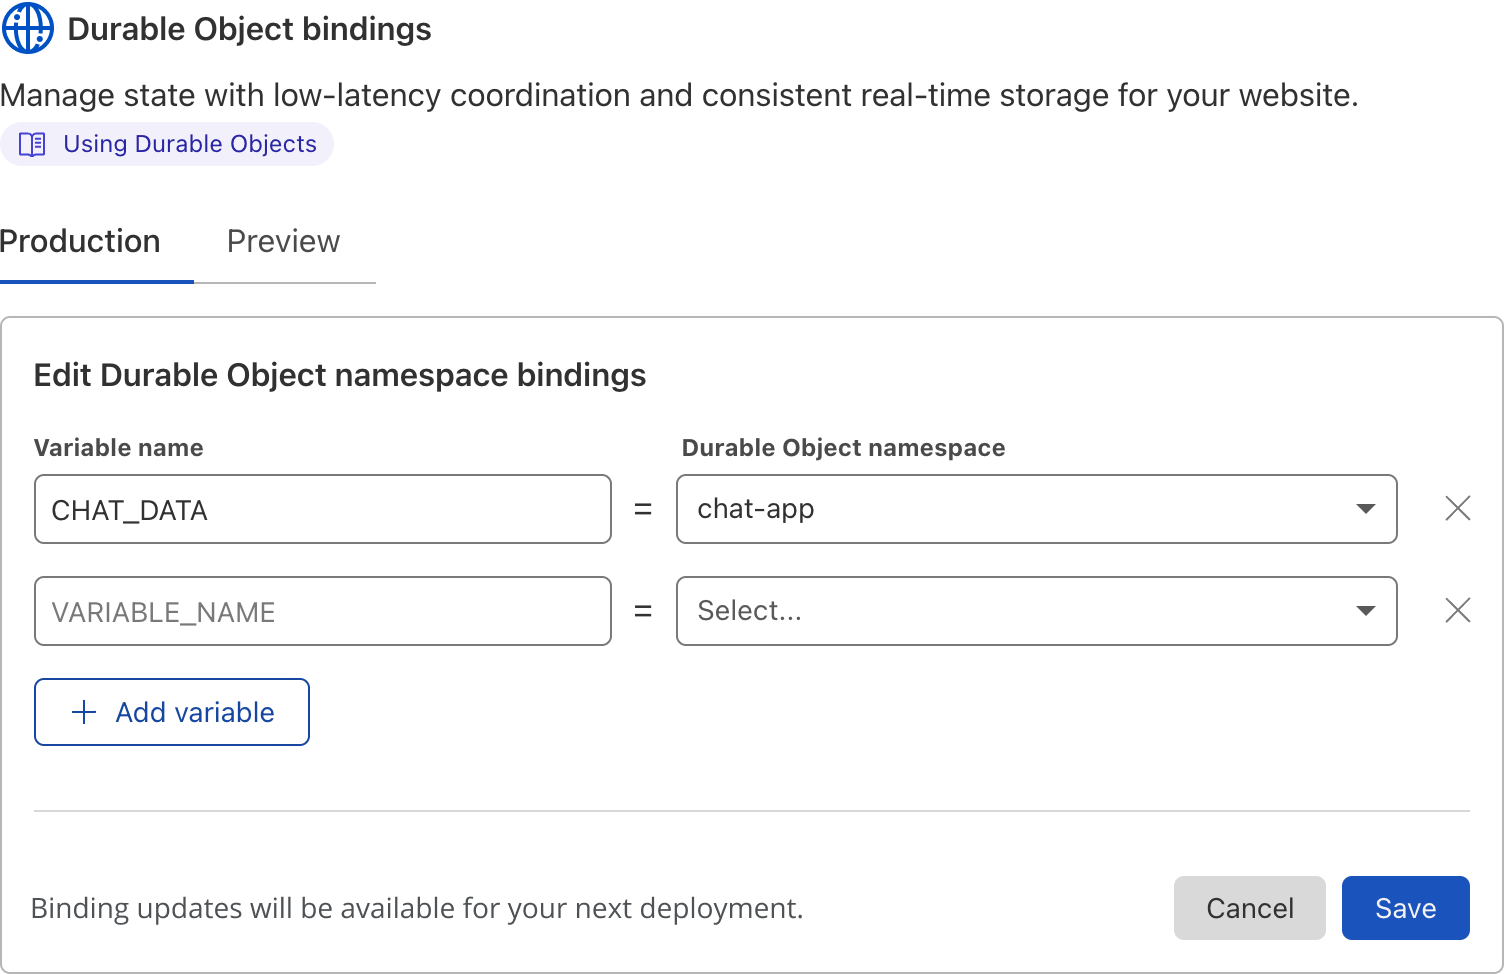 Durable Object bindings
Manage state with low-latency coordination and consistent real-time storage for your website.
Using Durable Objects
Production Preview
Edit Durable Object namespace bindings
Variable name Durable Object namespace
CHAT_DATA = chat-app
VARIABLE_NAME = Select...
Add variable
Binding updates will be available for your next deployment. Cancel Save